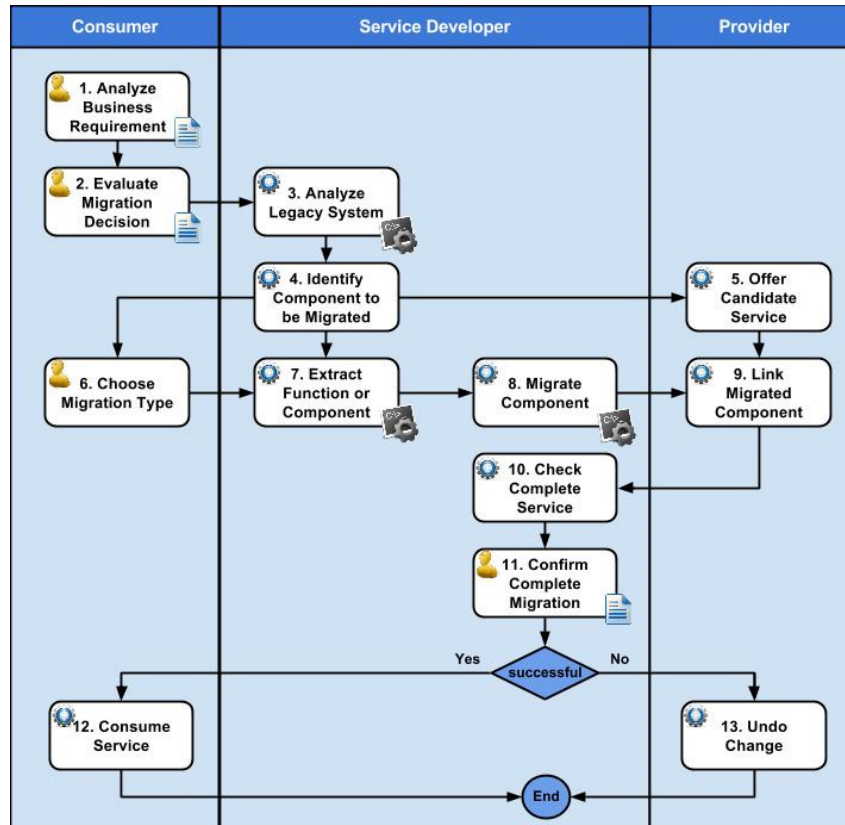 Consumer
Service Developer
Provider
1. Analyze
Business
Requirement
2. Evaluate
Migration
Decision
3. Analyze
Legacy System
4. Identify
Component to
be Migrated
5. Offer
Candidate
Service
6. Choose
Migration Type
7. Extract
Function or
Component
8. Migrate
Component
9. Link
Migrated
Component
10. Check
Complete
Service
11. Confirm
Complete
Migration
Yes
successful
No
12. Consume
Service
13. Undo
Change
End